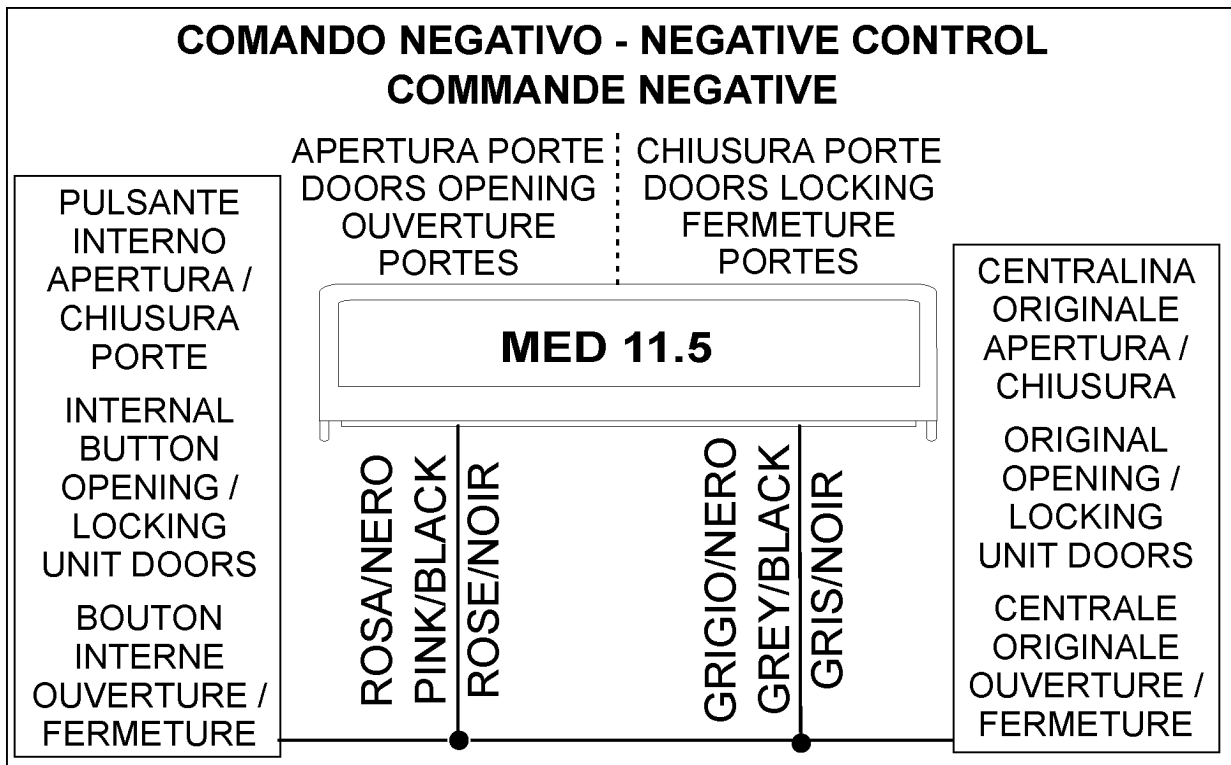 COMANDO NEGATIVO - NEGATIVE CONTROL
COMMANDE NEGATIVE
APERTURA PORTE
DOORS OPENING
OUVERTURE
PORTES
CHIUSURA PORTE
DOORS LOCKING
FERMETURE
PORTES
PULSANTE
INTERNO
APERTURA /
CHIUSURA
PORTE
INTERNAL
BUTTON
OPENING /
LOCKING
UNIT DOORS
BOUTON
INTERNE
OUVERTURE /
FERMETURE
MED 11.5
ROSA/NERO
PINK/BLACK
ROSE/NOIR
GRIGIO/NERO
GREY/BLACK
GRIS/NOIR
CENTRALINA
ORIGINALE
APERTURA /
CHIUSURA
ORIGINAL
OPENING /
LOCKING
UNIT DOORS
CENTRALE
ORIGINALE
OUVERTURE /
FERMETURE